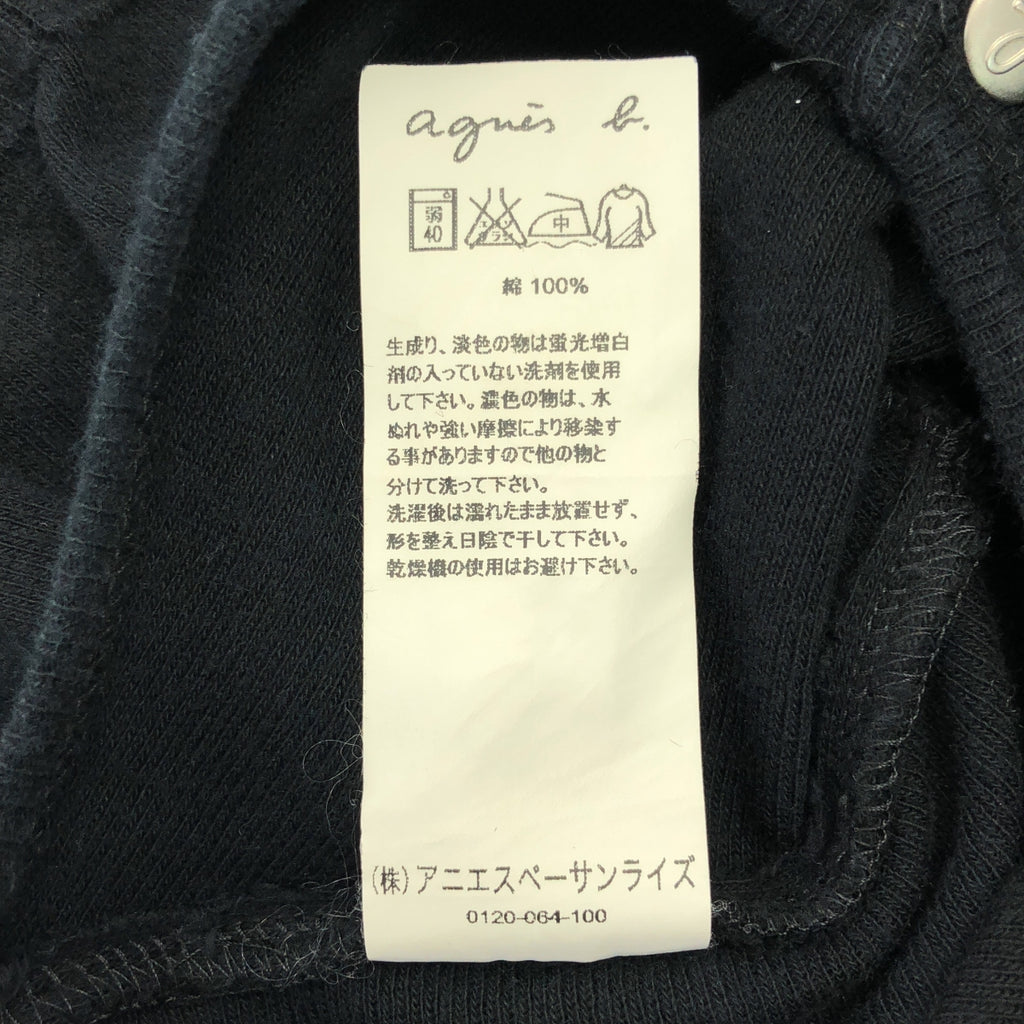 agnès b.
弱
40
エンソ
サラシ
中
綿 100%
生成り、淡色の物は蛍光増白
剤の入っていない洗剤を使用
して下さい。濃色の物は、水
ぬれや強い摩擦により移染す
る事がありますので他の物と
分けて洗って下さい。
洗濯後は濡れたまま放置せず、
形を整え日陰で干して下さい。
乾燥機の使用はお避け下さい。
(株)アニエスベーサンライズ
0120-064-100